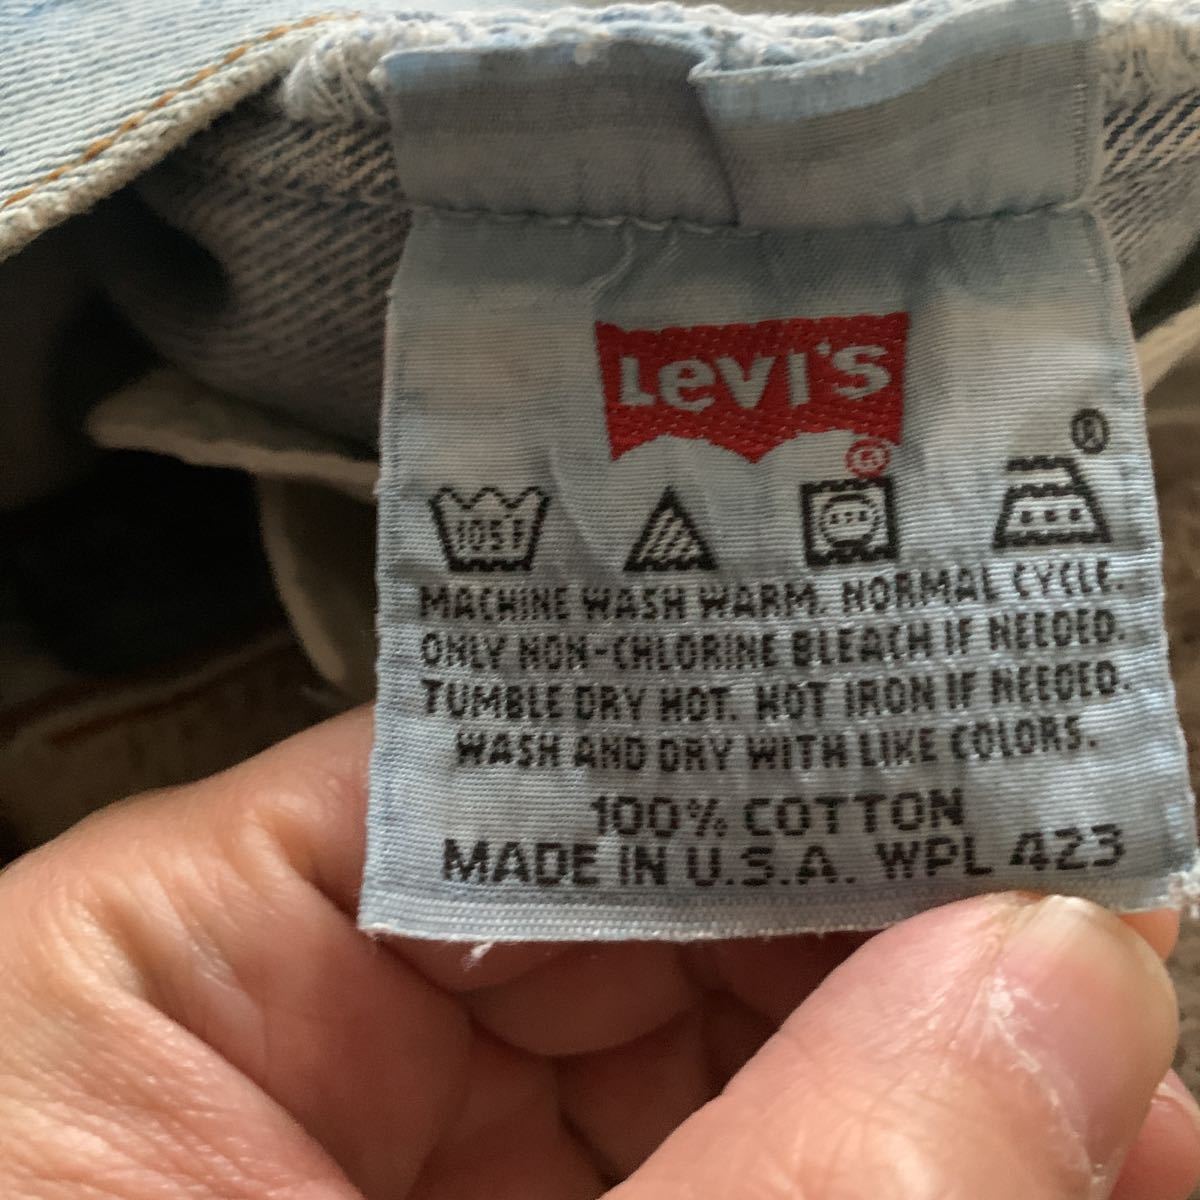 LEVI'S
®
®
105F
MACHINE WASH WARM. NORMAL CYCLE.
ONLY NON-CHLORINE BLEACH IF NEEDED.
TUMBLE DRY HOT. HOT IRON IF NEEDED.
WASH AND DRY WITH LIKE COLORS.
100% COTTON
MADE IN U.S.A. WPL 423